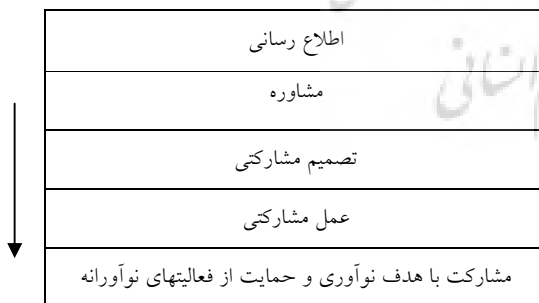 اطلاع رسانی
مشاوره
تصمیم مشارکتی
عمل مشارکتی
مشارکت با هدف نوآوری و حمایت از فعالیتهای نوآورانه